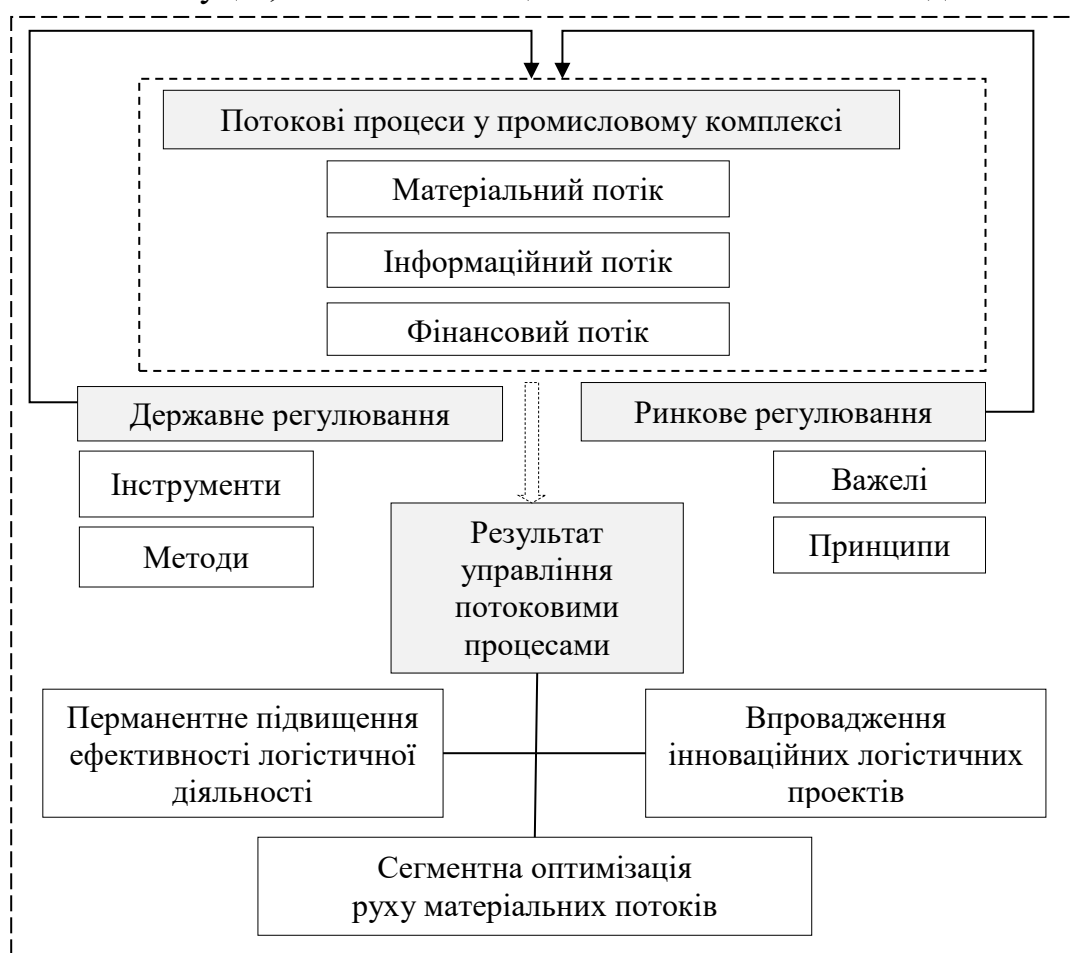 Потокові процеси у промисловому комплексі
Матеріальний потік
Інформаційний потік
Фінансовий потік
Державне регулювання
Ринкове регулювання
Інструменти
Важелі
Методи
Принципи
Результат
управління
потоковими
процесами
Перманентне підвищення
ефективності логістичної
діяльності
Впровадження
інноваційних логістичних
проектів
Сегментна оптимізація
руху матеріальних потоків